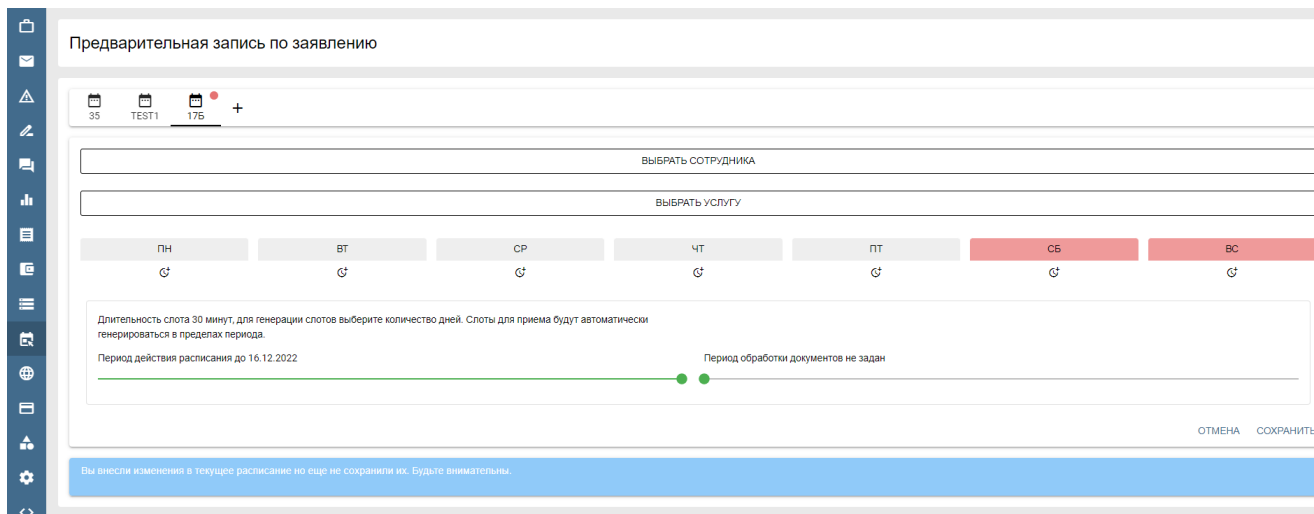 Предварительная запись по заявлению
35
TEST1
17Б
+
ВЫБРАТЬ СОТРУДНИКА
ВЫБРАТЬ УСЛУГУ
ПН
ВТ
СР
ЧТ
ПТ
СБ
ВС
Длительность слота 30 минут, для генерации слотов выберите количество дней. Слоты для приема будут автоматически
генерироваться в пределах периода.
Период действия расписания до 16.12.2022
Период обработки документов не задан
ОТМЕНА
СОХРАНИТЬ
Вы внесли изменения в текущее расписание но еще не сохранили их. Будьте внимательны.